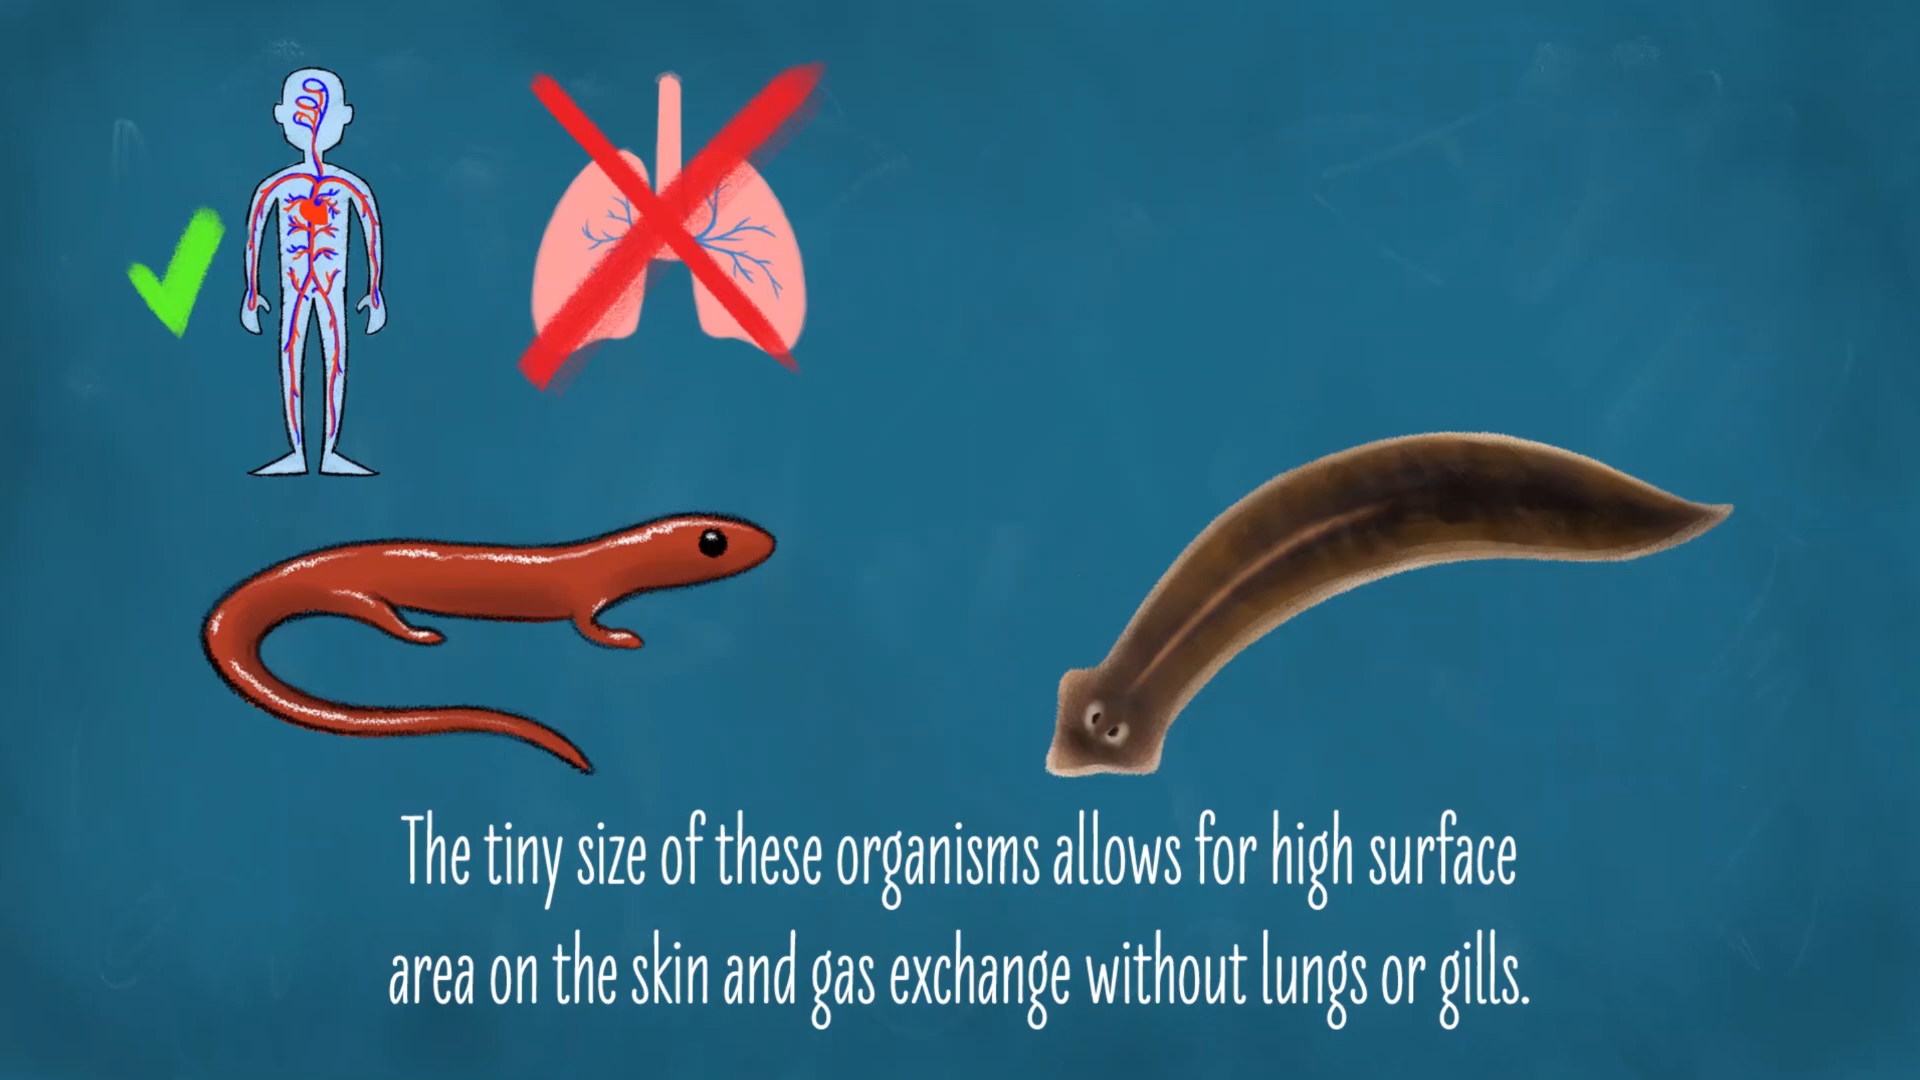 The tiny size of these organisms allows for high surface
area on the skin and gas exchange without lungs or gills.